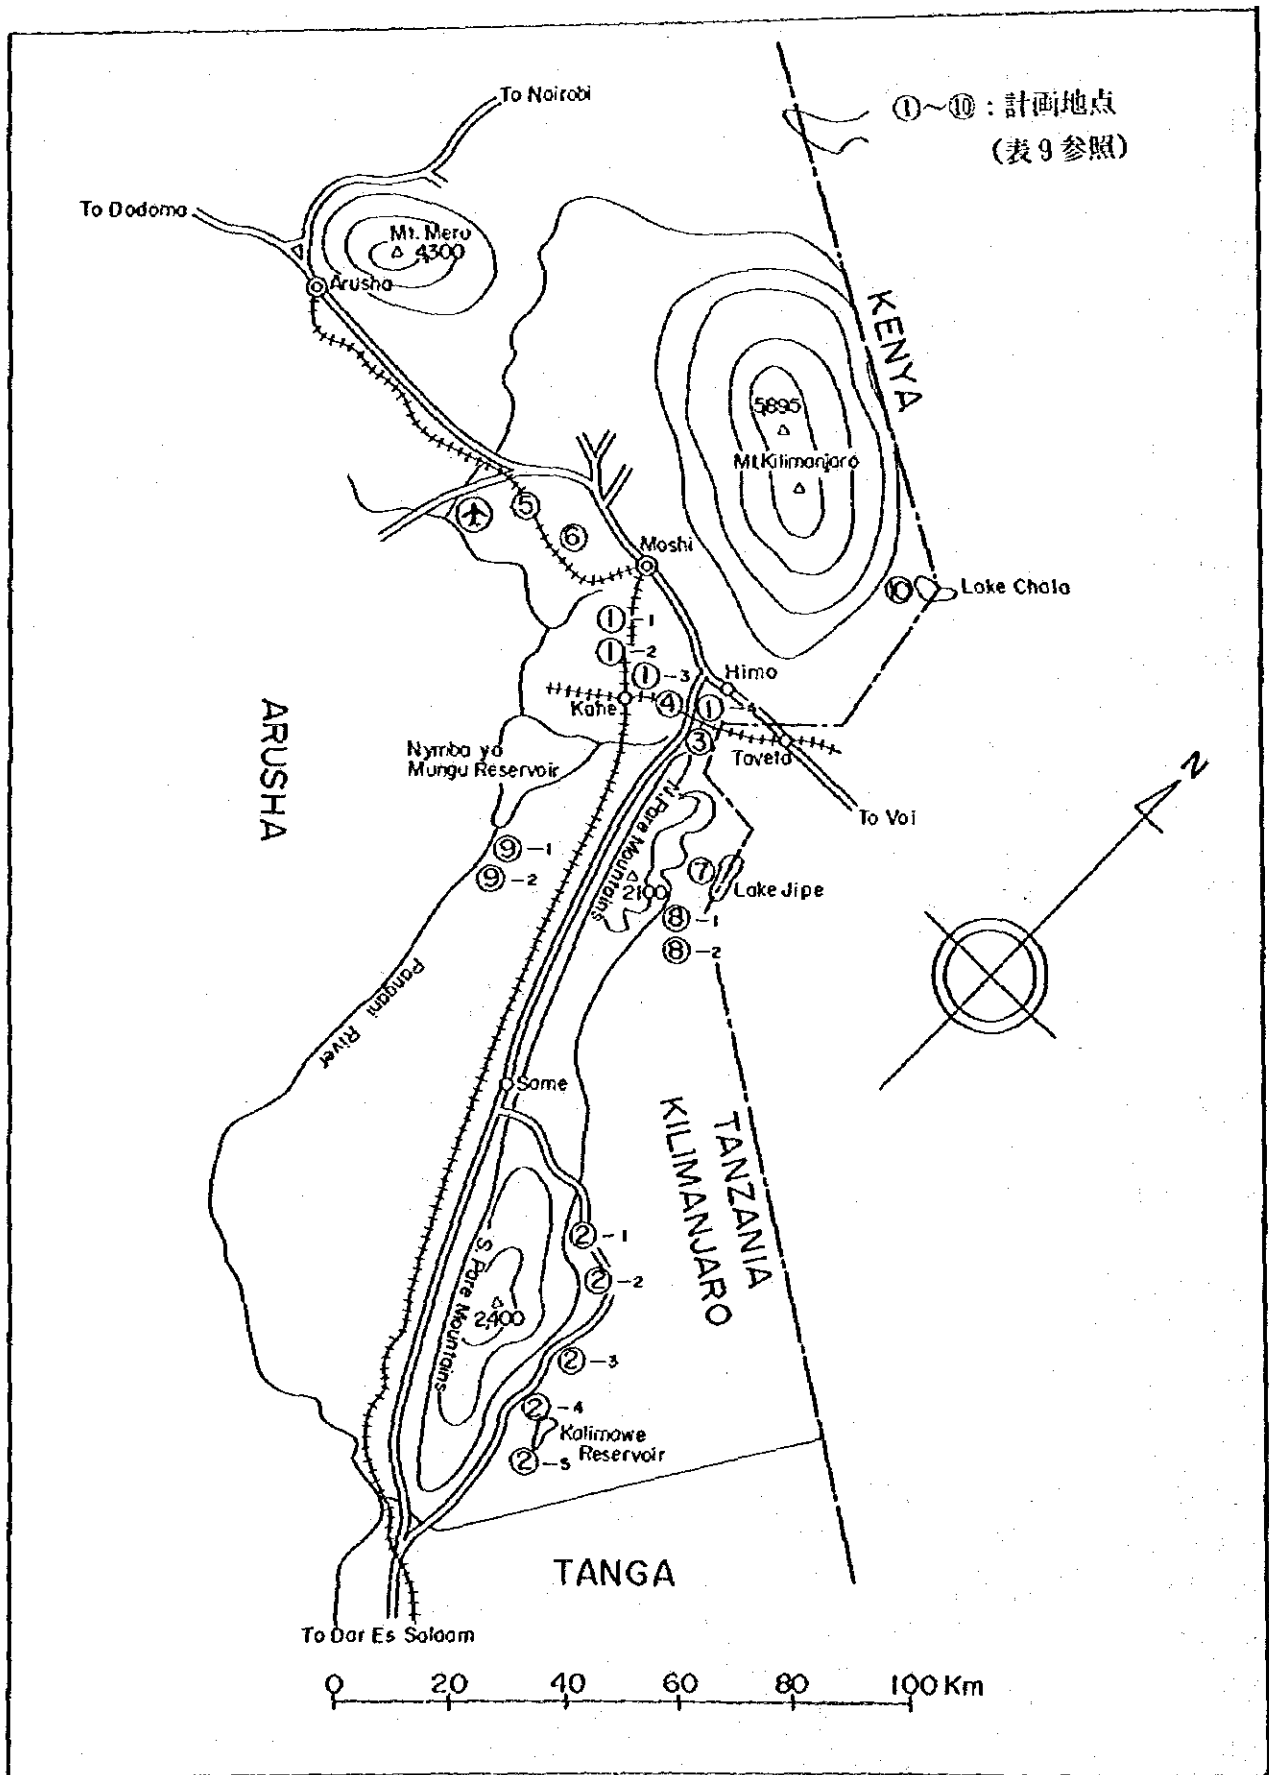 To Nairobi
①~⑩:計画地点
(表9参照)
To Dodoma
Mt. Meru
4300
Arusha
KENYA
5,895
Mt.Kilimanjaro
⑤
⑥
Moshi
⑩
Lake Chala
①-1
①-2
①-3
Himo
④
①-4
Kahe
③
Taveta
ARUSHA
Nymba ya
Mungu Reservoir
To Voi
N
N. Pare Mountains
2100
⑨-1
⑨-2
⑦
Lake Jipe
⑧-1
⑧-2
Pangani River
Same
TANZANIA
KILIMANJARO
②-1
②-2
S. Pare Mountains
2,400
②-3
②-4
Kalimawe
Reservoir
②-5
TANGA
To Dar Es Salaam
0 20 40 60 80 100 Km